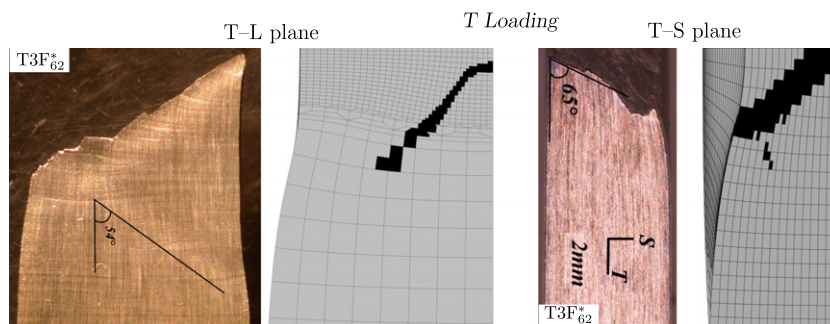 T Loading
T–L plane
T–S plane
T3F*62
54°
65°
S
T
2mm
T3F*62